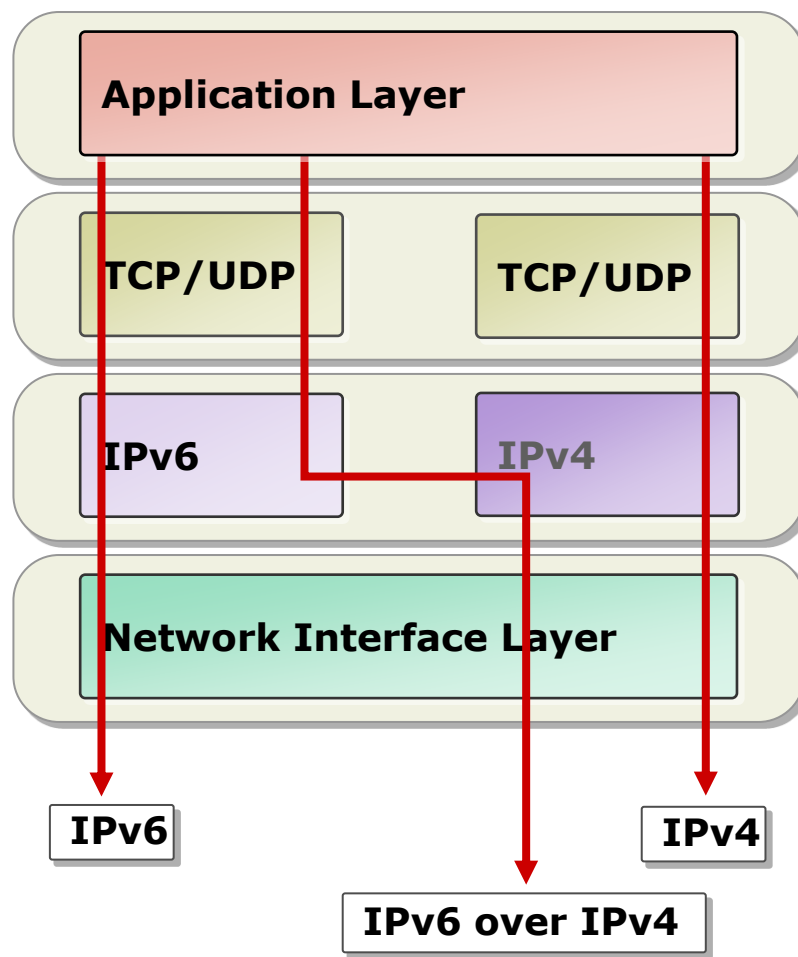 Application Layer
TCP/UDP
TCP/UDP
IPv6
IPv4
Network Interface Layer
IPv6
IPv4
IPv6 over IPv4